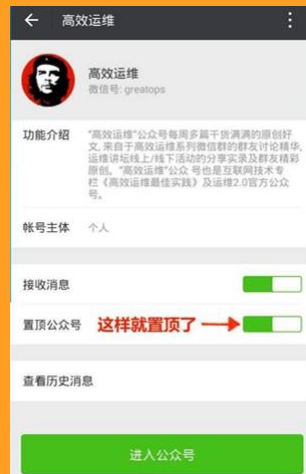 高效运维
高效运维
微信号: greatops
功能介绍
“高效运维”公众号每周多篇干货满满的原创好
文,来自于高效运维系列微信群的群友讨论精华,
运维讲坛线上/线下活动的分享实录及群友精彩
原创。“高效运维”公众 号也是互联网技术专
栏《高效运维最佳实践》及运维2.0官方公众
号。
帐号主体 个人
接收消息
置顶公众号 这样就置顶了
查看历史消息
进入公众号